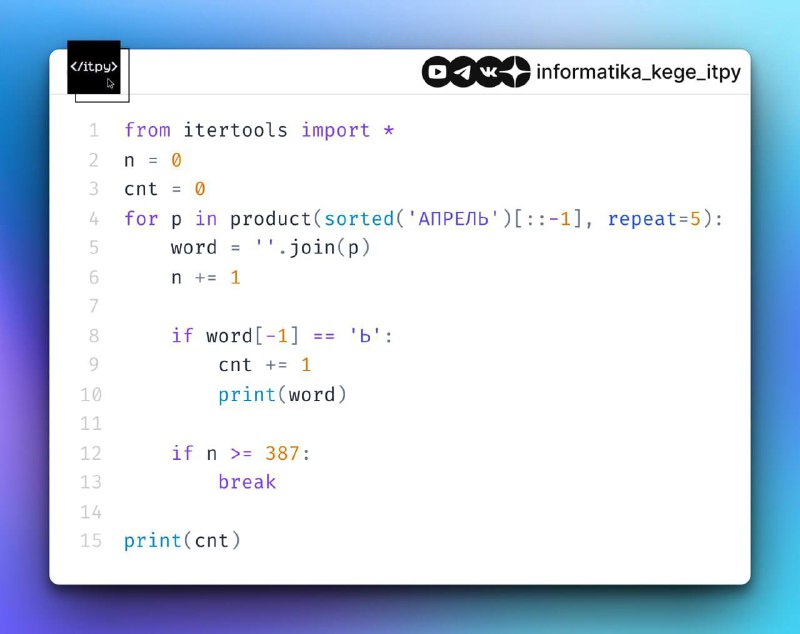 </itpy>
informatika_kege_itpy
1 from itertools import *
2 n = 0
3 cnt = 0
4 for p in product(sorted('АПРЕЛЬ')[::-1], repeat=5):
5     word = ''.join(p)
6     n += 1
7
8     if word[-1] == 'Ь':
9         cnt += 1
10         print(word)
11
12     if n >= 387:
13         break
14
15 print(cnt)